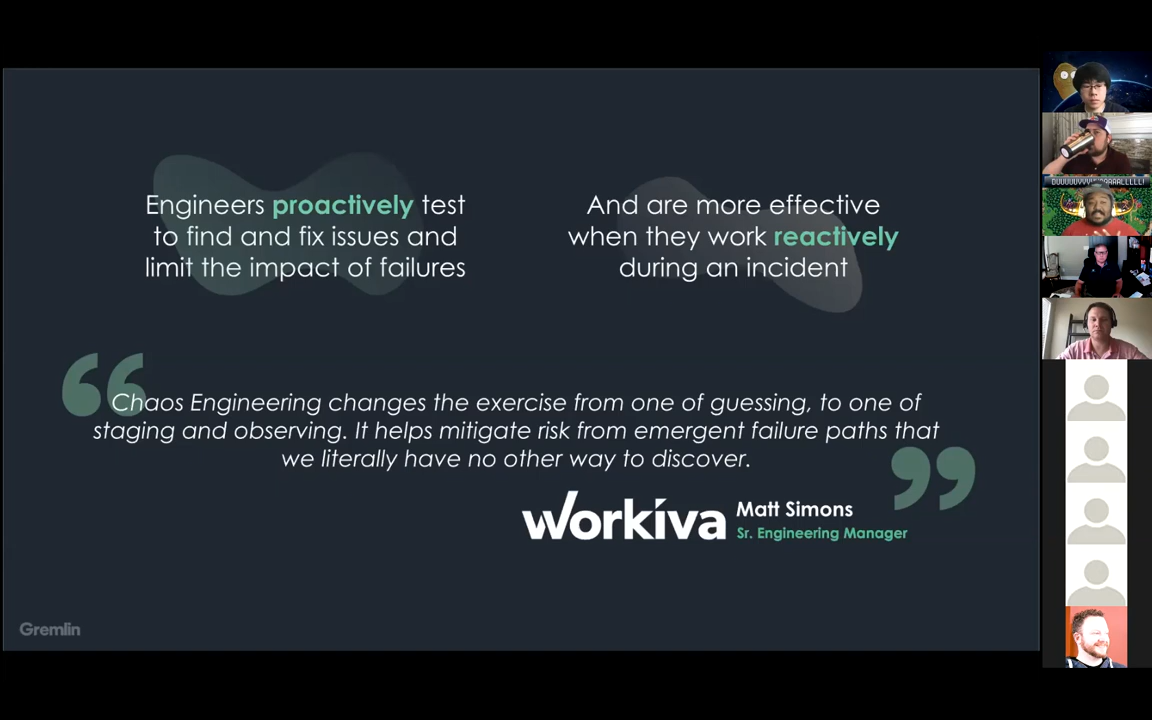 Engineers proactively test
to find and fix issues and
limit the impact of failures
And are more effective
when they work reactively
during an incident
“Chaos Engineering changes the exercise from one of guessing, to one of
staging and observing. It helps mitigate risk from emergent failure paths that
we literally have no other way to discover.”
workiva
Matt Simons
Sr. Engineering Manager
Gremlin